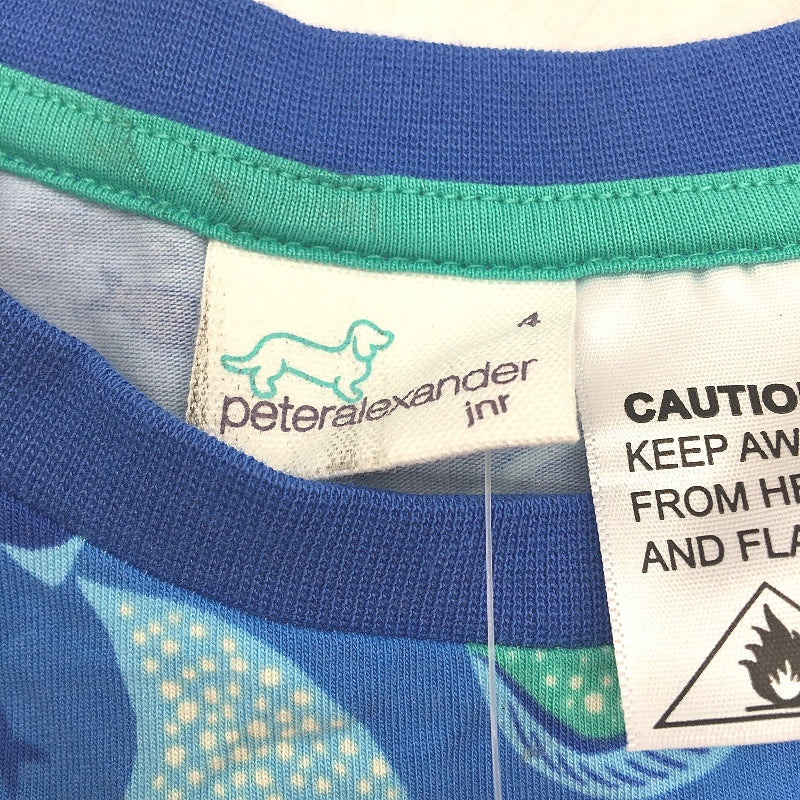 4
peteralexander
jnr
CAUTIO
KEEP AW
FROM HE
AND FLA